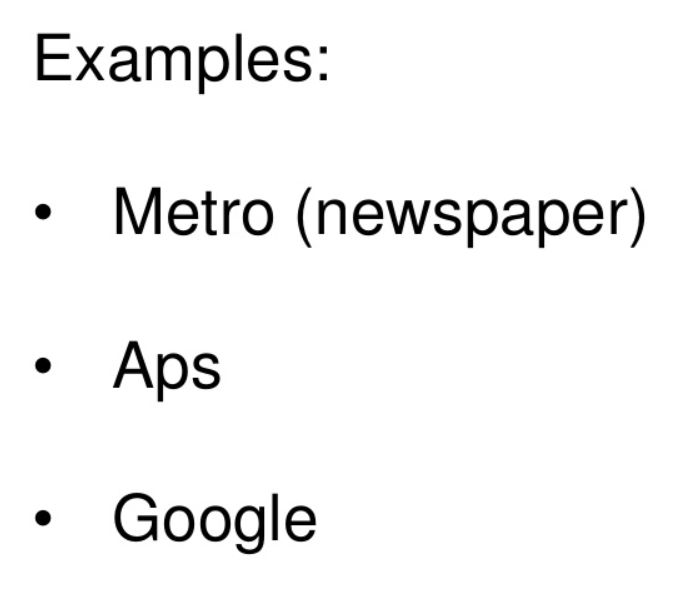 Examples:
• Metro (newspaper)
• Aps
• Google